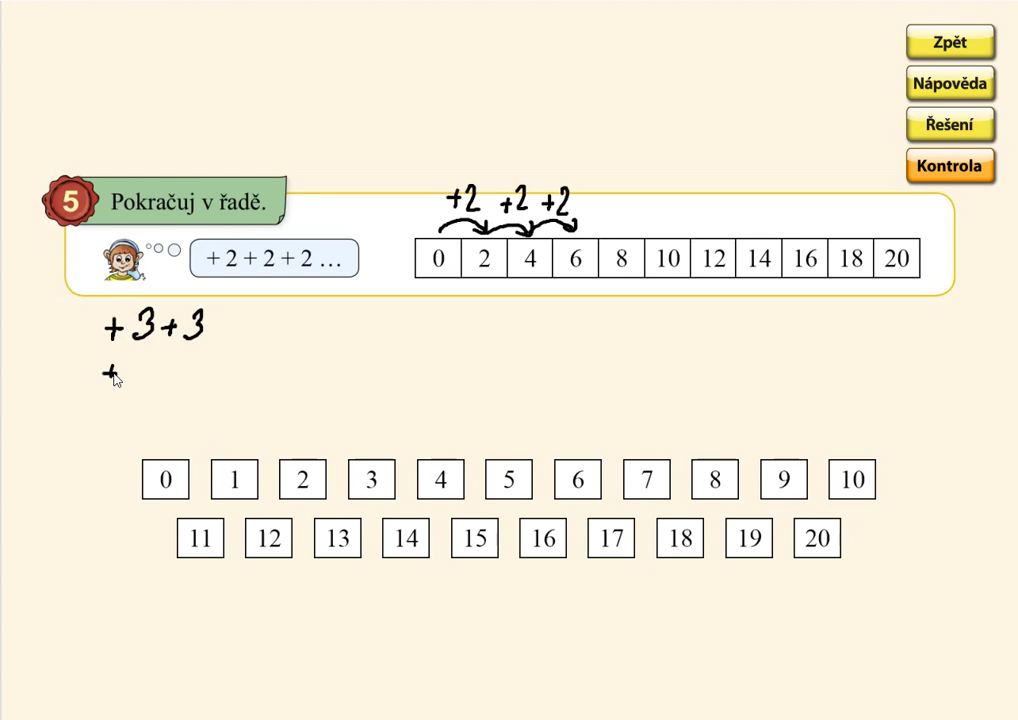 Zpět
Nápověda
Řešení
Kontrola
5 Pokračuj v řadě.
+2 +2 +2
+ 2 + 2 + 2 ...
0 2 4 6 8 10 12 14 16 18 20
+3+3
+
0 1 2 3 4 5 6 7 8 9 10
11 12 13 14 15 16 17 18 19 20